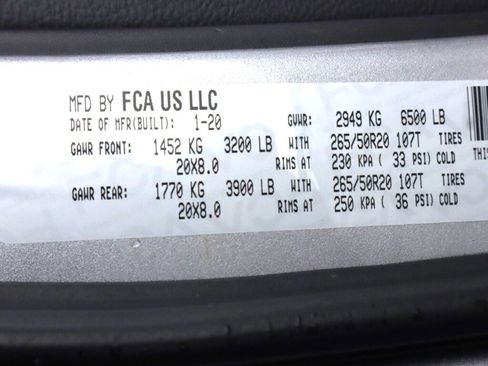 MFD BY FCA US LLC
DATE OF MFR(BUILT): 1-20 GVWR: 2949 KG 6500 LB
GAWR FRONT: 1452 KG 3200 LB WITH 265/50R20 107T TIRES
20X8.0 RIMS AT 230 KPA ( 33 PSI) COLD
GAWR REAR: 1770 KG 3900 LB WITH 265/50R20 107T TIRES
20X8.0 RIMS AT 250 KPA ( 36 PSI) COLD
THIS